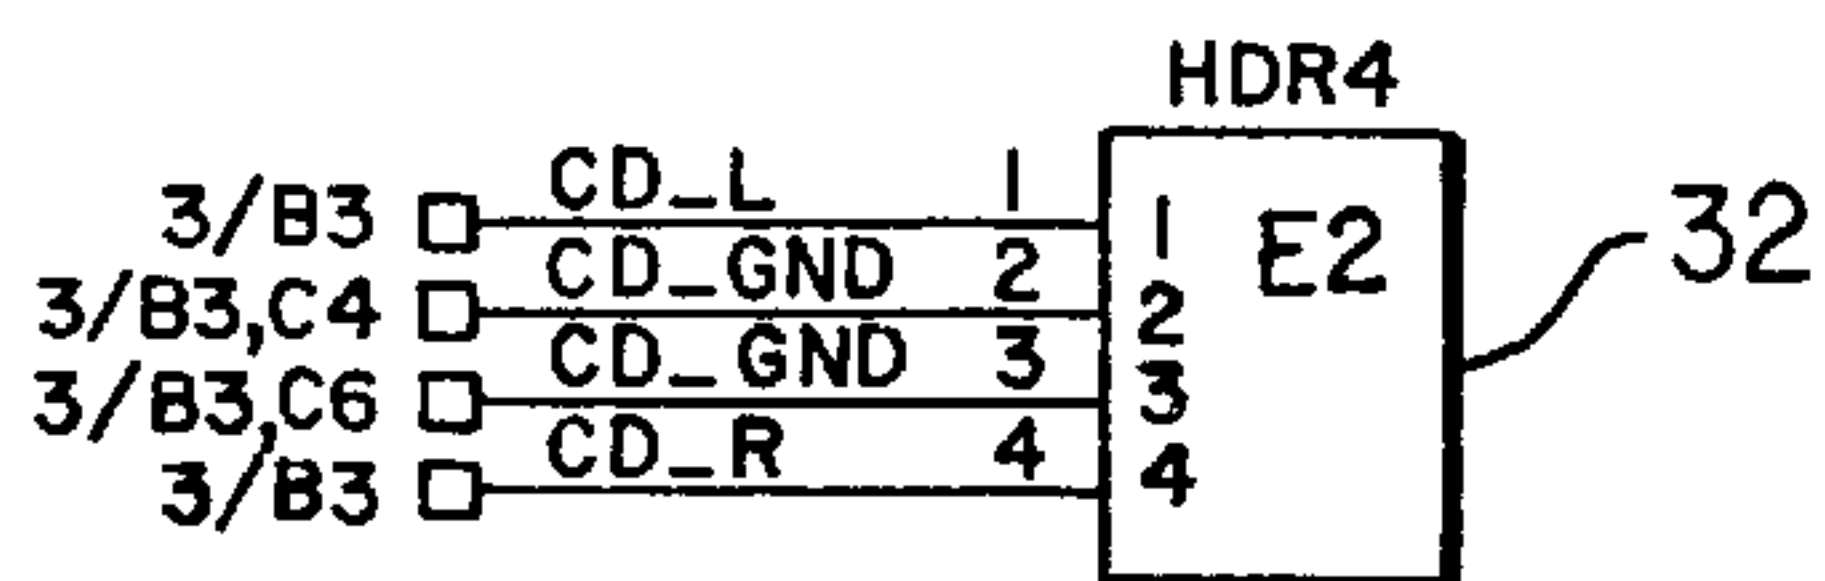 HDR4
3/B3 CD_L 1 1 E2 32
3/B3,C4 CD_GND 2 2
3/B3,C6 CD_GND 3 3
3/B3 CD_R 4 4